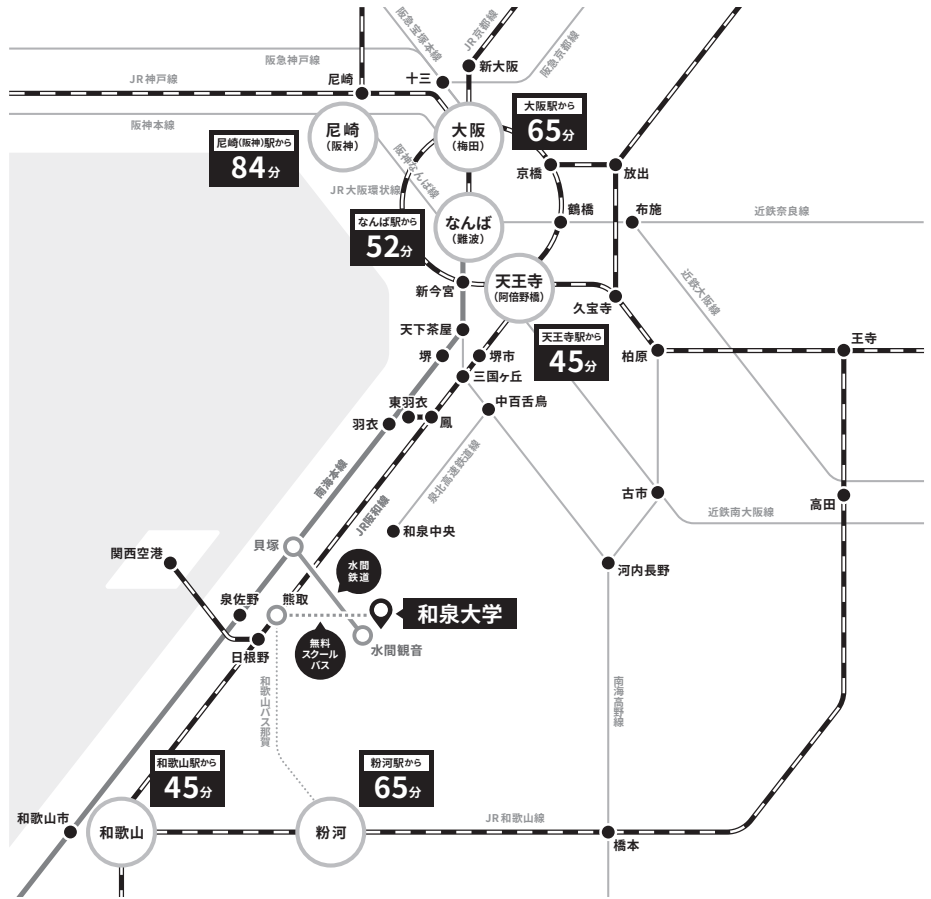 阪急宝塚本線
JR京都線
阪急京都線
阪急神戸線
新大阪
十三
JR神戸線
尼崎
阪神本線
尼崎
(阪神)
大阪
(梅田)
大阪駅から
65分
尼崎(阪神)駅から
84分
阪神なんば線
京橋
放出
JR大阪環状線
なんば駅から
52分
なんば
(難波)
鶴橋
布施
近鉄奈良線
新今宮
天王寺
(阿倍野橋)
近鉄大阪線
久宝寺
天下茶屋
天王寺駅から
45分
王寺
堺
堺市
柏原
三国ヶ丘
東羽衣
中百舌鳥
羽衣
鳳
南海本線
泉北高速鉄道線
JR阪和線
古市
高田
近鉄南大阪線
和泉中央
貝塚
関西空港
水間
鉄道
河内長野
泉佐野
熊取
和泉大学
日根野
無料
スクール
バス
水間観音
和歌山バス那賀
南海高野線
和歌山駅から
45分
粉河駅から
65分
和歌山市
和歌山
粉河
JR和歌山線
橋本